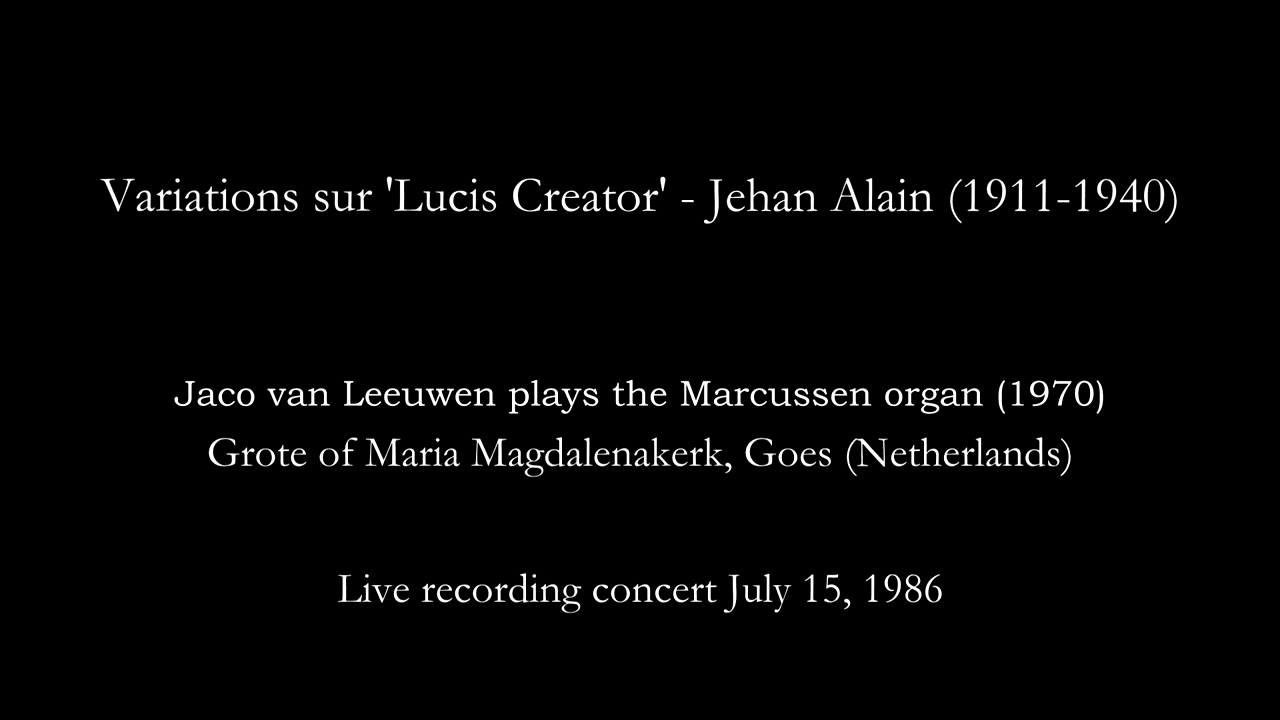 Variations sur 'Lucis Creator' - Jehan Alain (1911-1940)
Jaco van Leeuwen plays the Marcussen organ (1970)
Grote of Maria Magdalenakerk, Goes (Netherlands)
Live recording concert July 15, 1986